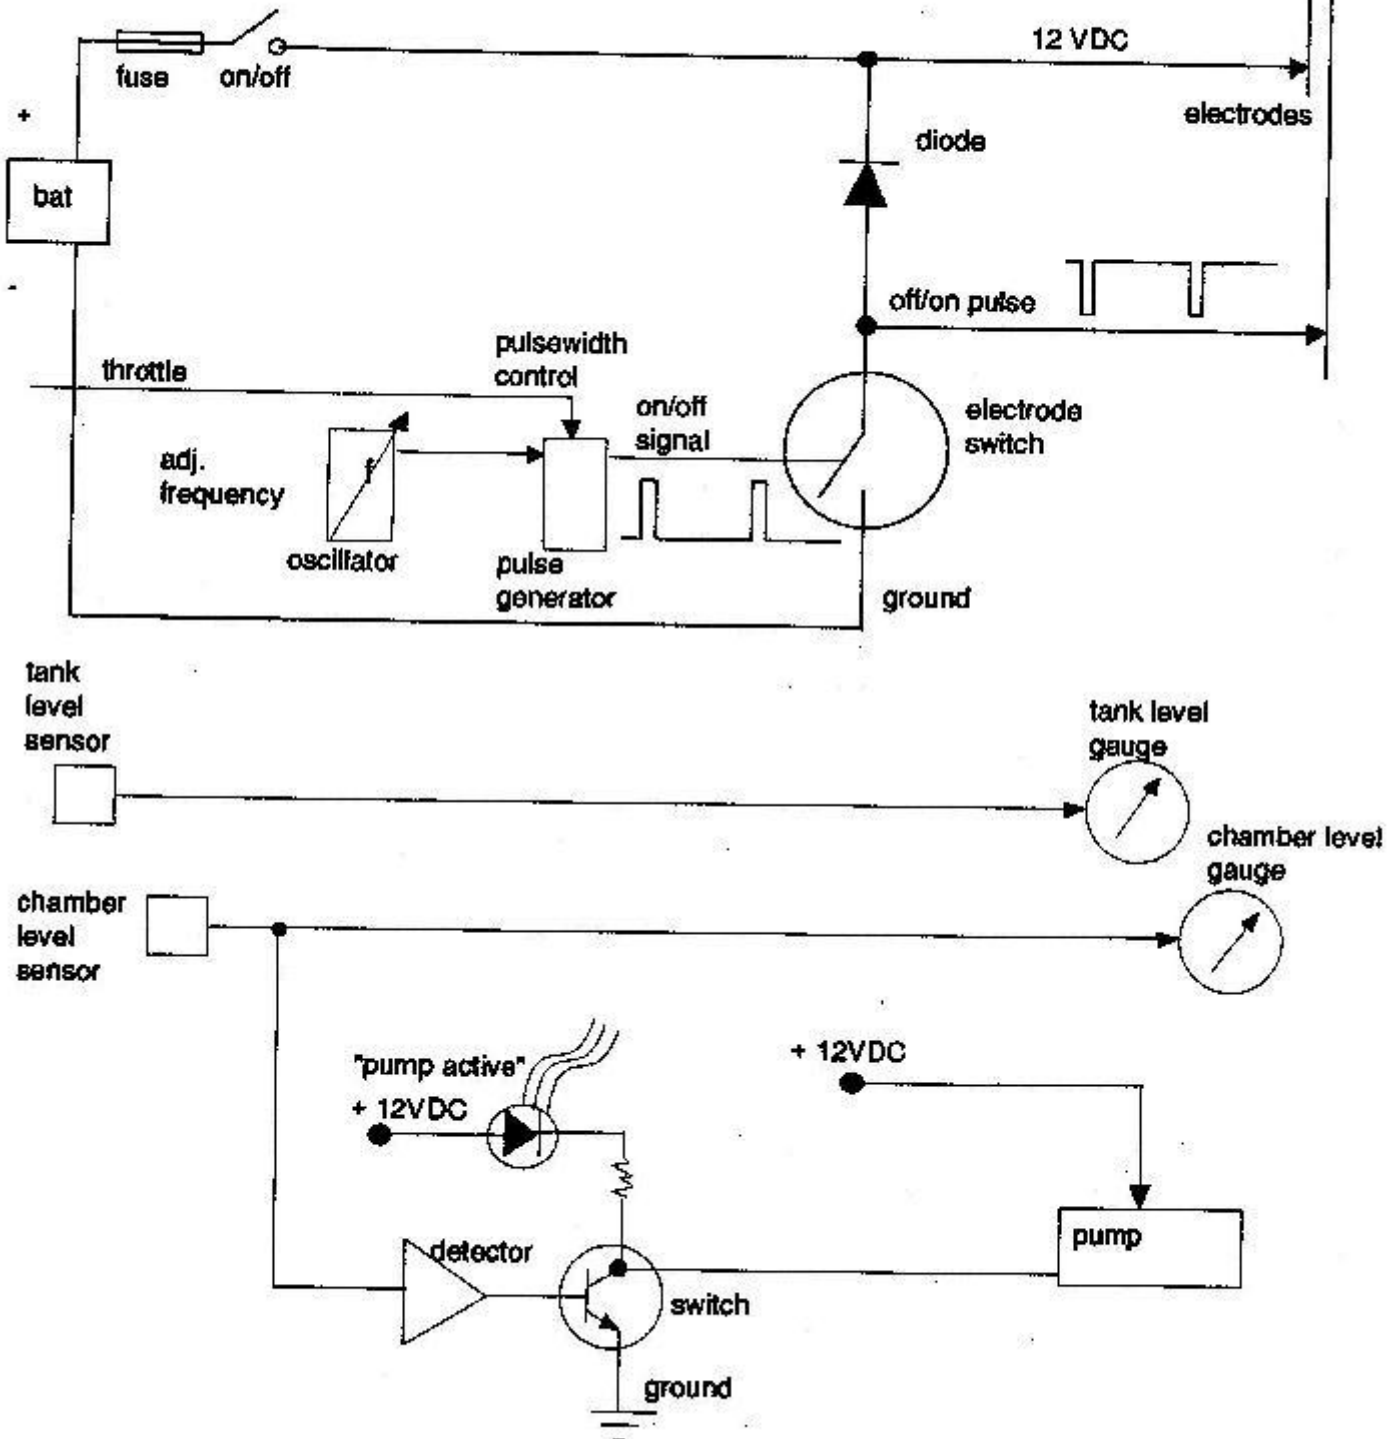 12 VDC
fuse
on/off
+
electrodes
diode
bat
-
off/on pulse
throttle
pulsewidth
control
on/off
signal
electrode
switch
adj.
frequency
f
oscillator
pulse
generator
ground
tank
level
sensor
tank level
gauge
chamber level
gauge
chamber
level
sensor
"pump active"
+ 12VDC
+ 12VDC
detector
pump
switch
ground